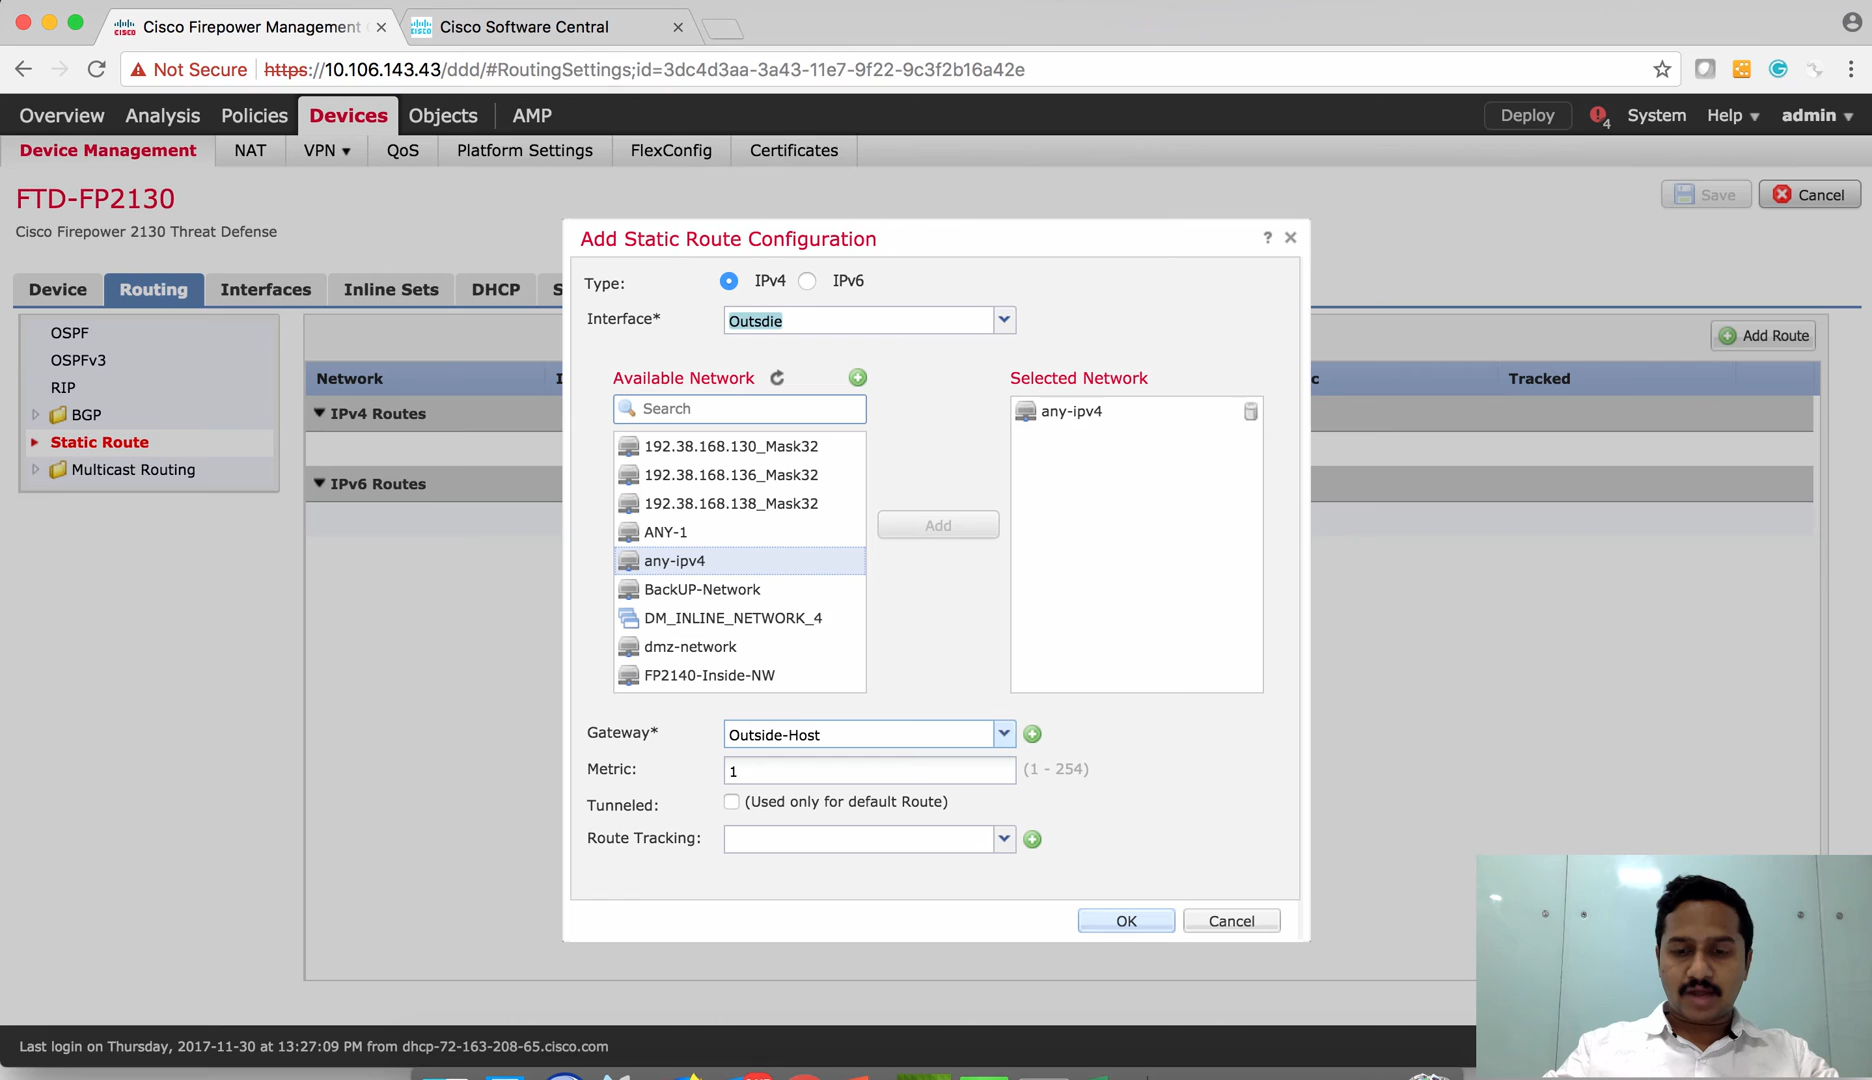 Cisco Firepower Management
Cisco Software Central
Not Secure https://10.106.143.43/ddd/#RoutingSettings;id=3dc4d3aa-3a43-11e7-9f22-9c3f2b16a42e
Overview Analysis Policies Devices Objects AMP Deploy 4 System Help admin
Device Management NAT VPN QoS Platform Settings FlexConfig Certificates
FTD-FP2130
Cisco Firepower 2130 Threat Defense
Save Cancel
Device Routing Interfaces Inline Sets DHCP S
OSPF
OSPFv3
RIP
BGP
Static Route
Multicast Routing
Add Route
Network Tracked
IPv4 Routes
IPv6 Routes
Add Static Route Configuration ?
Type: IPv4 IPv6
Interface* Outsdie
Available Network
Search
192.38.168.130_Mask32
192.38.168.136_Mask32
192.38.168.138_Mask32
ANY-1
any-ipv4
BackUP-Network
DM_INLINE_NETWORK_4
dmz-network
FP2140-Inside-NW
Add
Selected Network
any-ipv4
Gateway* Outside-Host
Metric: 1 (1 - 254)
Tunneled: (Used only for default Route)
Route Tracking:
OK Cancel
Last login on Thursday, 2017-11-30 at 13:27:09 PM from dhcp-72-163-208-65.cisco.com